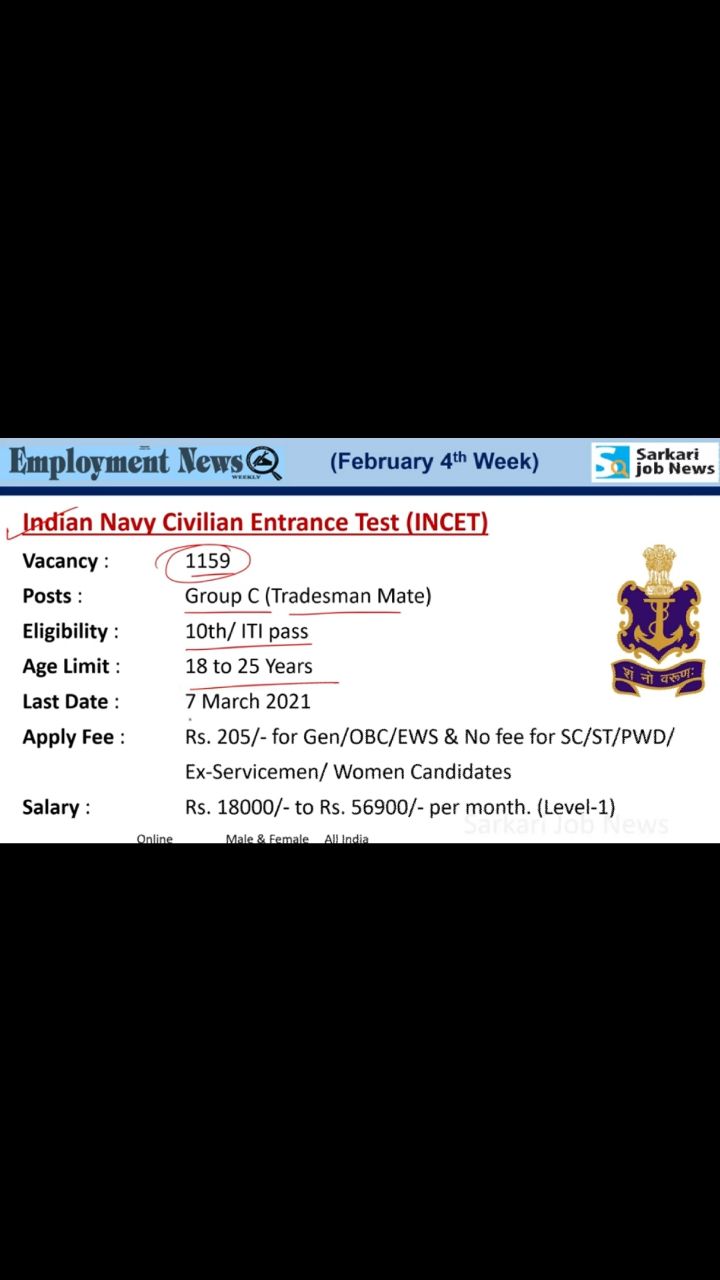 Employment News
WEEKLY
(February 4th Week)
Sarkari
Job News
Indian Navy Civilian Entrance Test (INCET)
Vacancy : 1159
Posts : Group C (Tradesman Mate)
Eligibility : 10th/ ITI pass
Age Limit : 18 to 25 Years
Last Date : 7 March 2021
Apply Fee : Rs. 205/- for Gen/OBC/EWS & No fee for SC/ST/PWD/
Ex-Servicemen/ Women Candidates
Salary : Rs. 18000/- to Rs. 56900/- per month. (Level-1)
Sarkari Job News
Online Male & Female All India
शं नो वरूणः